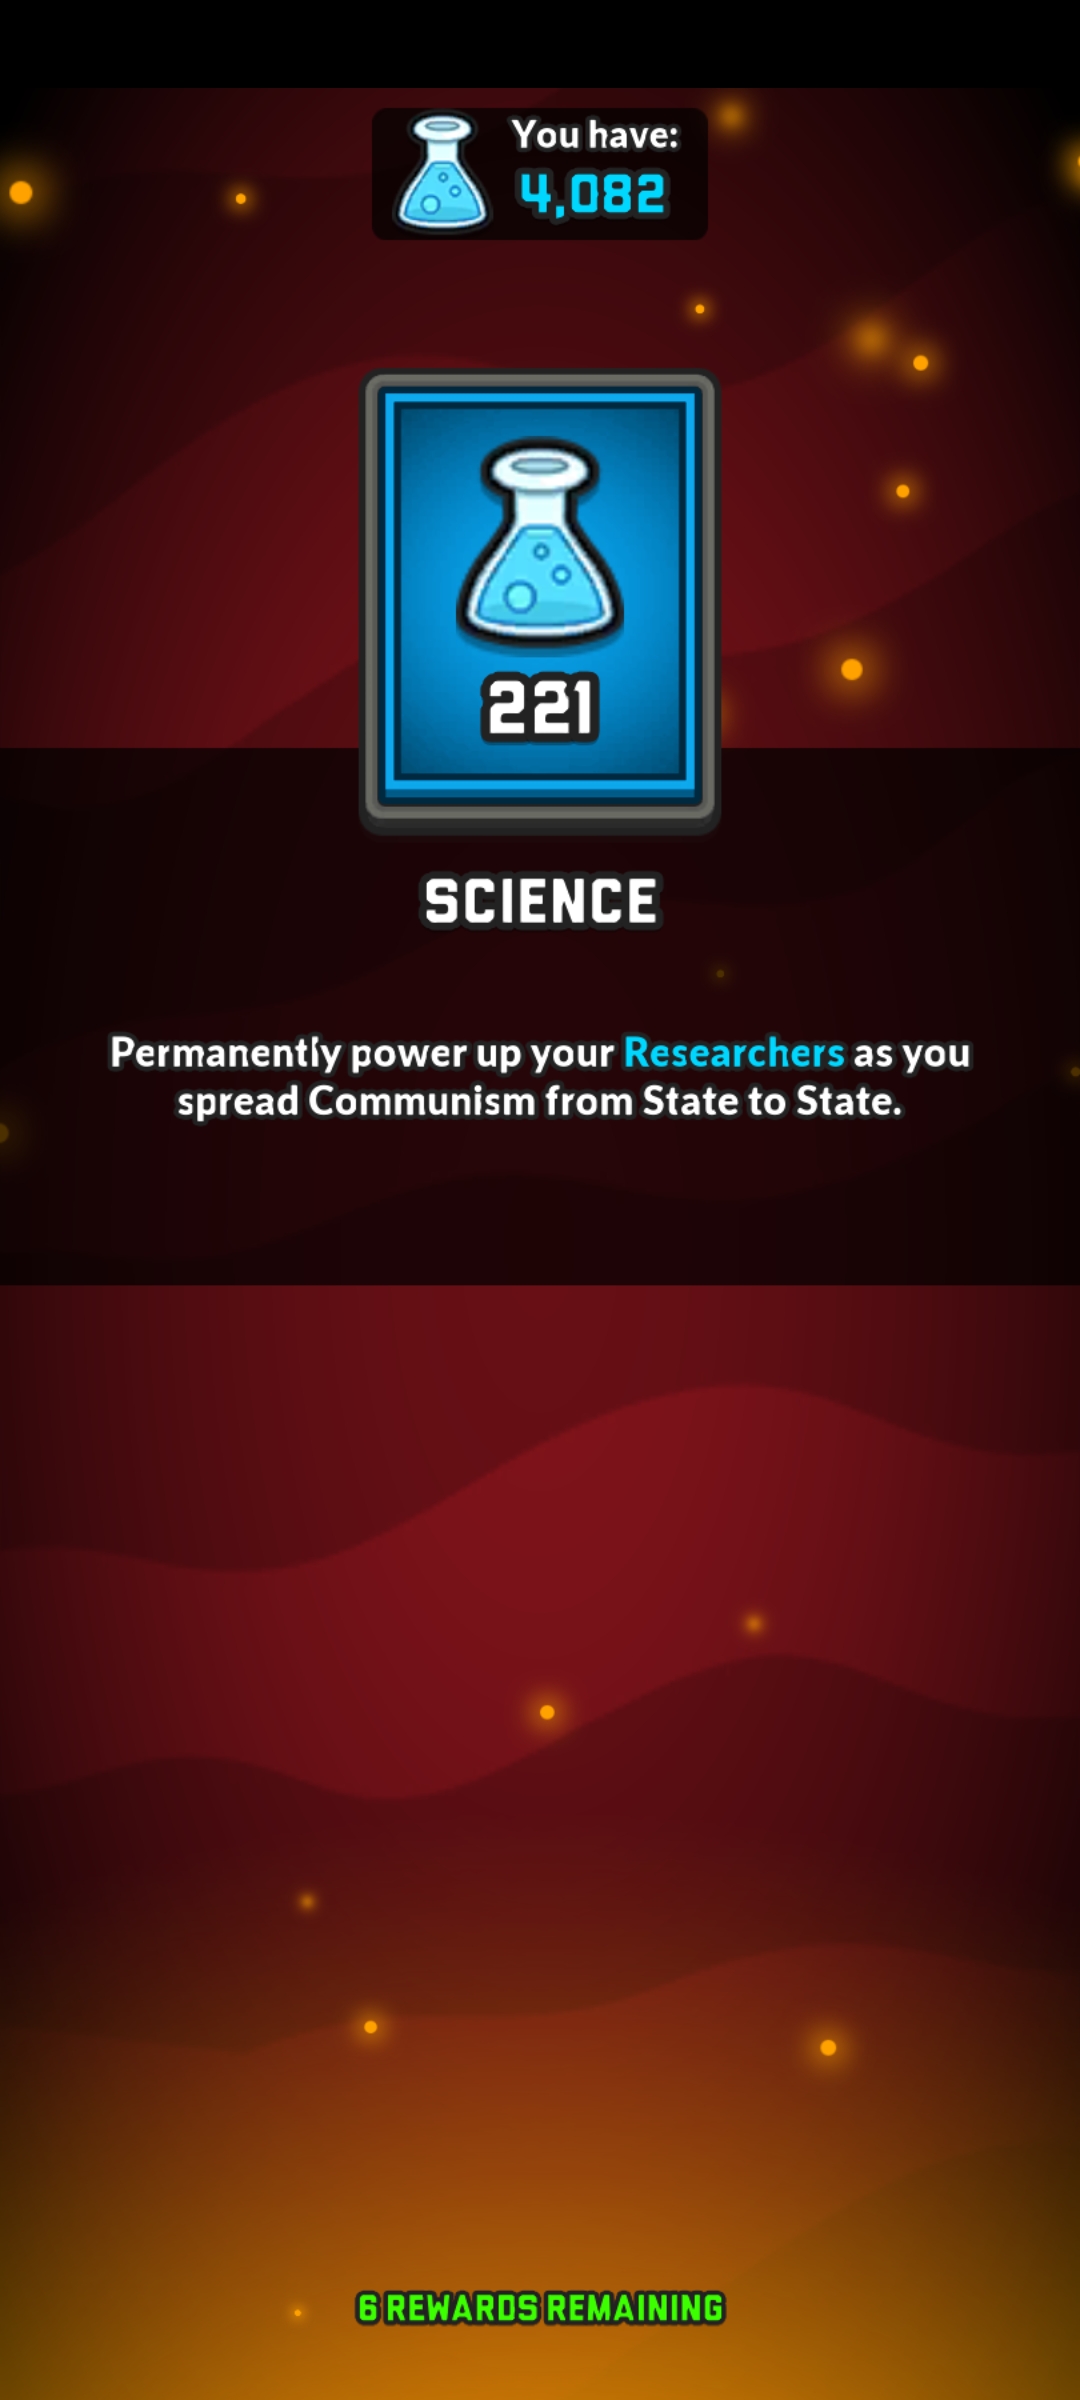 You have:
4,082
221
SCIENCE
Permanently power up your Researchers as you
spread Communism from State to State.
6 REWARDS REMAINING